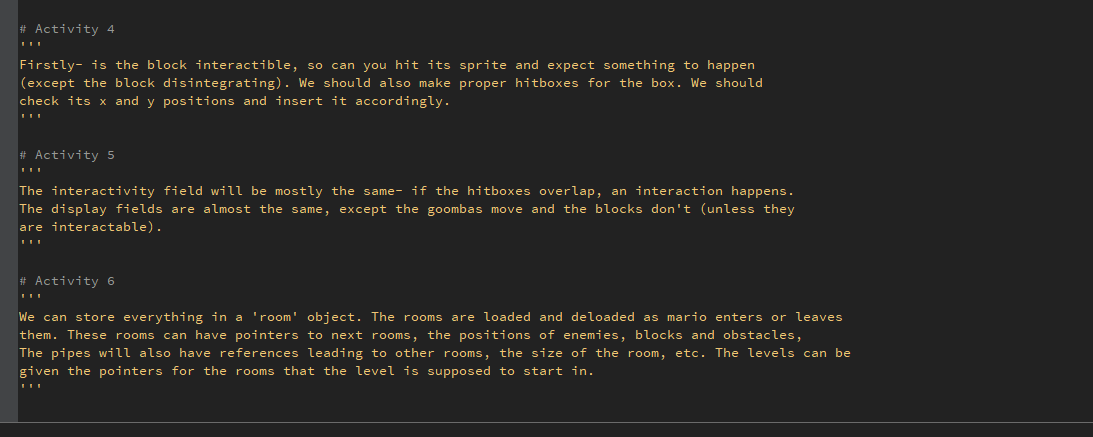 # Activity 4
'''
Firstly- is the block interactible, so can you hit its sprite and expect something to happen
(except the block disintegrating). We should also make proper hitboxes for the box. We should
check its x and y positions and insert it accordingly.
'''
# Activity 5
'''
The interactivity field will be mostly the same- if the hitboxes overlap, an interaction happens.
The display fields are almost the same, except the goombas move and the blocks don't (unless they
are interactable).
'''
# Activity 6
'''
We can store everything in a 'room' object. The rooms are loaded and deloaded as mario enters or leaves
them. These rooms can have pointers to next rooms, the positions of enemies, blocks and obstacles,
The pipes will also have references leading to other rooms, the size of the room, etc. The levels can be
given the pointers for the rooms that the level is supposed to start in.
'''